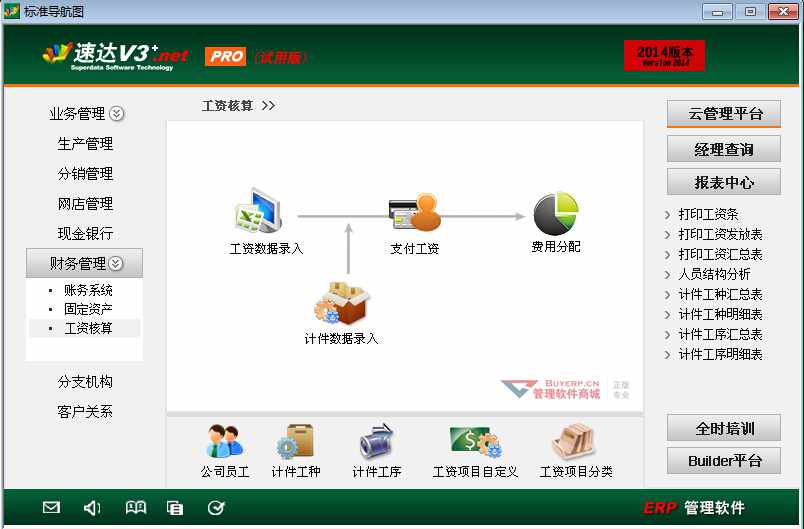 标准导航图
速达V3+.net
Superdata Software Technology
PRO (试用版)
2014版本
Version 2014
业务管理
生产管理
分销管理
网店管理
现金银行
财务管理
· 账务系统
· 固定资产
· 工资核算
分支机构
客户关系
工资核算 >>
工资数据录入
支付工资
费用分配
计件数据录入
BUYERP.CN
管理软件商城
正版
专业
公司员工
计件工种
计件工序
工资项目自定义
工资项目分类
云管理平台
经理查询
报表中心
打印工资条
打印工资发放表
打印工资汇总表
人员结构分析
计件工种汇总表
计件工种明细表
计件工序汇总表
计件工序明细表
全时培训
Builder平台
ERP 管理软件